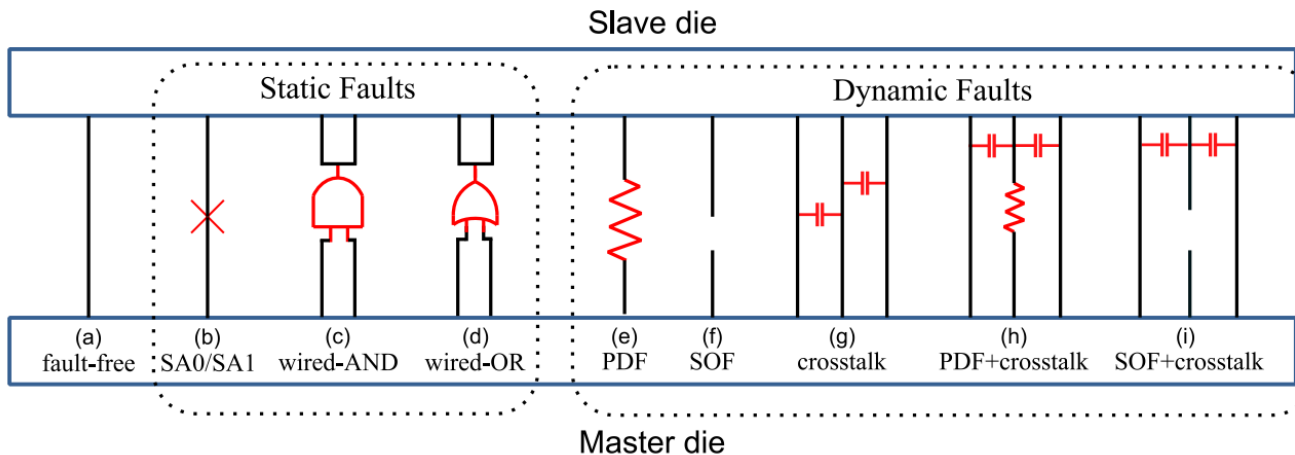 Slave die
Static Faults
Dynamic Faults
(a)
(b)
(c)
(d)
(e)
(f)
(g)
(h)
(i)
fault-free
SA0/SA1
wired-AND
wired-OR
PDF
SOF
crosstalk
PDF+crosstalk
SOF+crosstalk
Master die